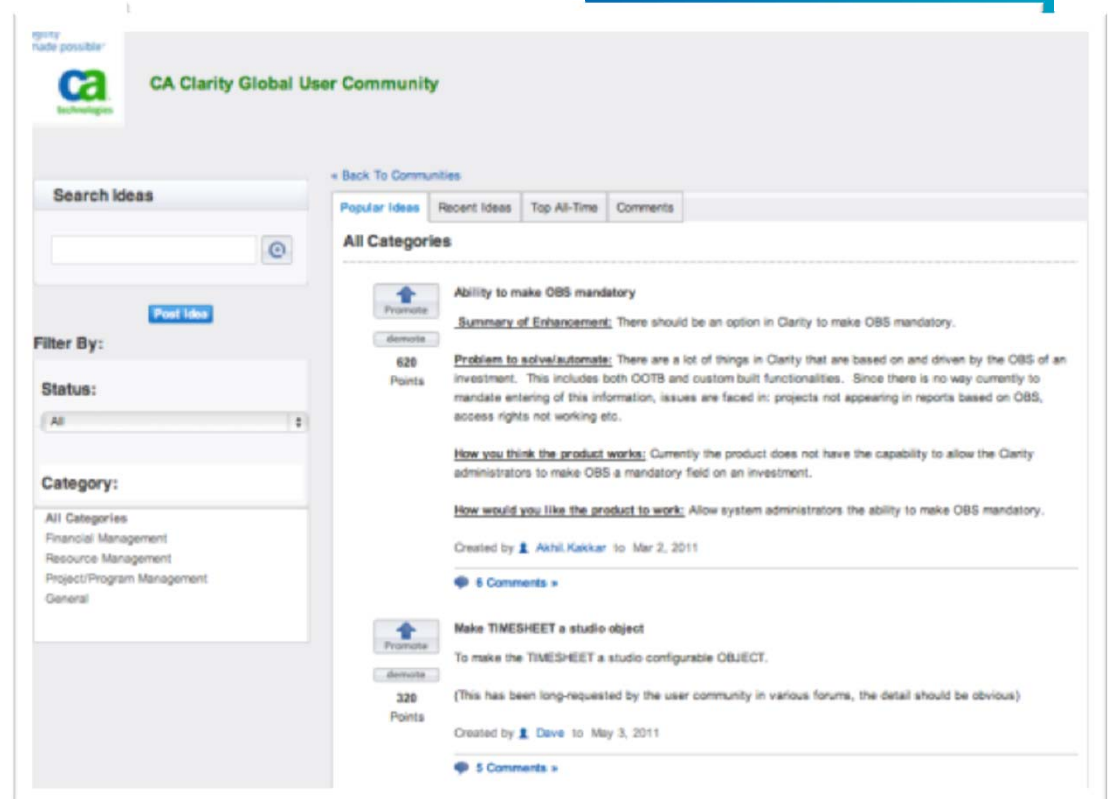 made possible
ca
technologies
CA Clarity Global User Community
« Back To Communities
Search Ideas
Post Idea
Filter By:
Status:
All
Category:
All Categories
Financial Management
Resource Management
Project/Program Management
General
Popular Ideas Recent Ideas Top All-Time Comments
All Categories
Promote
demote
620
Points
Ability to make OBS mandatory
Summary of Enhancement: There should be an option in Clarity to make OBS mandatory.
Problem to solve/automate: There are a lot of things in Clarity that are based on and driven by the OBS of an
investment. This includes both OOTB and custom built functionalities. Since there is no way currently to
mandate entering of this information, issues are faced in: projects not appearing in reports based on OBS,
access rights not working etc.
How you think the product works: Currently the product does not have the capability to allow the Clarity
administrators to make OBS a mandatory field on an investment.
How would you like the product to work: Allow system administrators the ability to make OBS mandatory.
Created by Akhil.Kakkar to Mar 2, 2011
6 Comments »
Promote
demote
320
Points
Make TIMESHEET a studio object
To make the TIMESHEET a studio configurable OBJECT.
(This has been long-requested by the user community in various forums, the detail should be obvious)
Created by Dave to May 3, 2011
5 Comments »